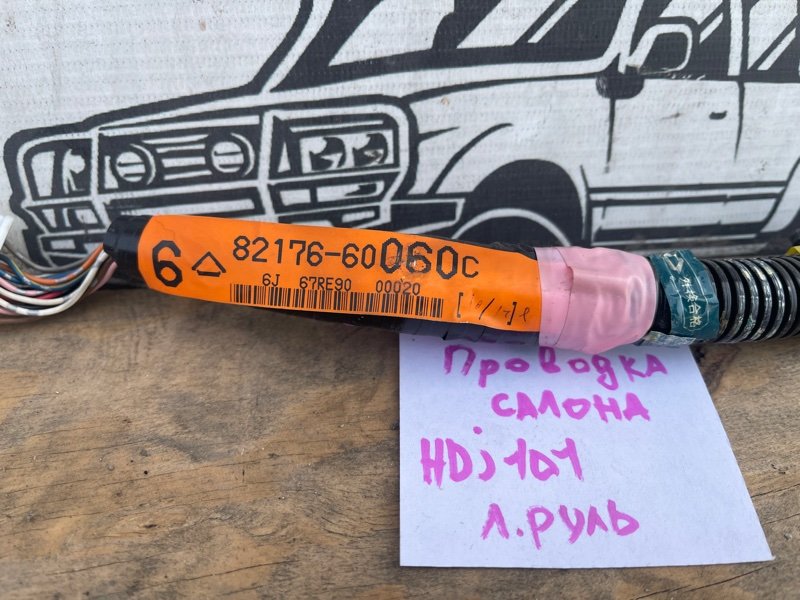 6 82176-60060C
6J 67RE90 00020
Проводка
салона
HDj101
л.руль